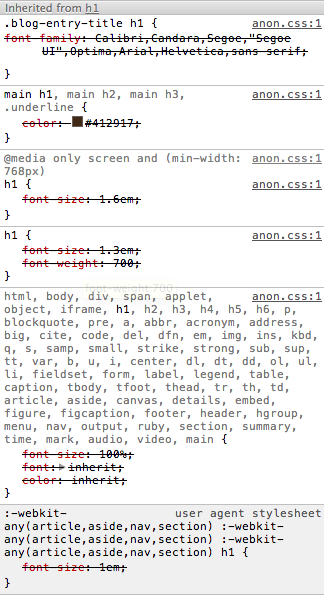 Inherited from h1
.blog-entry-title h1 { anon.css:1
font-family: Calibri,Candara,Segoe,"Segoe
UI",Optima,Arial,Helvetica,sans-serif;
}
main h1, main h2, main h3, anon.css:1
.underline {
color: #412917;
}
@media only screen and (min-width: anon.css:1
768px)
h1 {
font-size: 1.6em;
}
h1 { anon.css:1
font-size: 1.3em;
font-weight: 700;
}
font-weight:700;
html, body, div, span, applet, anon.css:1
object, iframe, h1, h2, h3, h4, h5, h6, p,
blockquote, pre, a, abbr, acronym, address,
big, cite, code, del, dfn, em, img, ins, kbd,
q, s, samp, small, strike, strong, sub, sup,
tt, var, b, u, i, center, dl, dt, dd, ol, ul,
li, fieldset, form, label, legend, table,
caption, tbody, tfoot, thead, tr, th, td,
article, aside, canvas, details, embed,
figure, figcaption, footer, header, hgroup,
menu, nav, output, ruby, section, summary,
time, mark, audio, video, main {
font-size: 100%;
font: inherit;
color: inherit;
}
:-webkit- user agent stylesheet
any(article,aside,nav,section) :-webkit-
any(article,aside,nav,section) :-webkit-
any(article,aside,nav,section) h1 {
font-size: 1em;
}